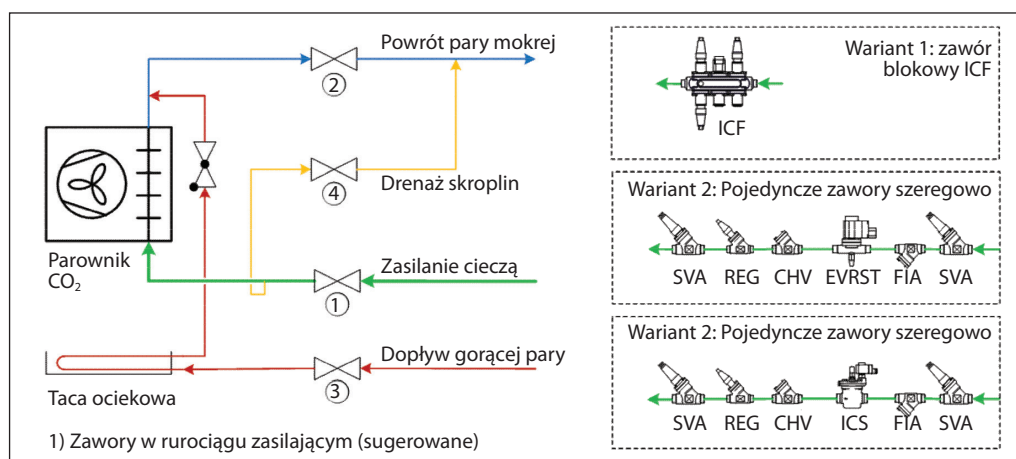 Powrót pary mokrej
②
④
Drenaż skroplin
Parownik
CO₂
Zasilanie cieczą
①
Dopływ gorącej pary
③
Taca ociekowa
1) Zawory w rurociągu zasilającym (sugerowane)
Wariant 1: zawór
blokowy ICF
ICF
Wariant 2: Pojedyncze zawory szeregowo
SVA REG CHV EVRST FIA SVA
Wariant 2: Pojedyncze zawory szeregowo
SVA REG CHV ICS FIA SVA